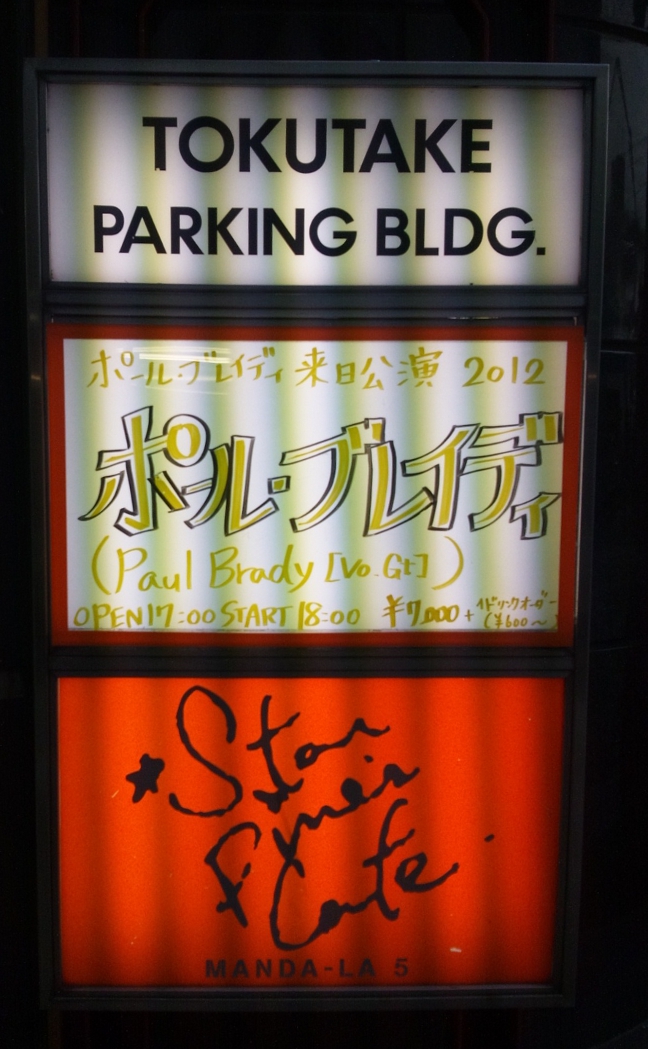 TOKUTAKE
PARKING BLDG.
ポール・ブレイディ 来日公演 2012
ポール・ブレイディ
(Paul Brady [Vo. Gt])
OPEN 17:00 START 18:00 ¥7,000 + 1ドリンクオーダー
(¥600〜)
★Star
Pine's
Cafe
MANDA-LA 5